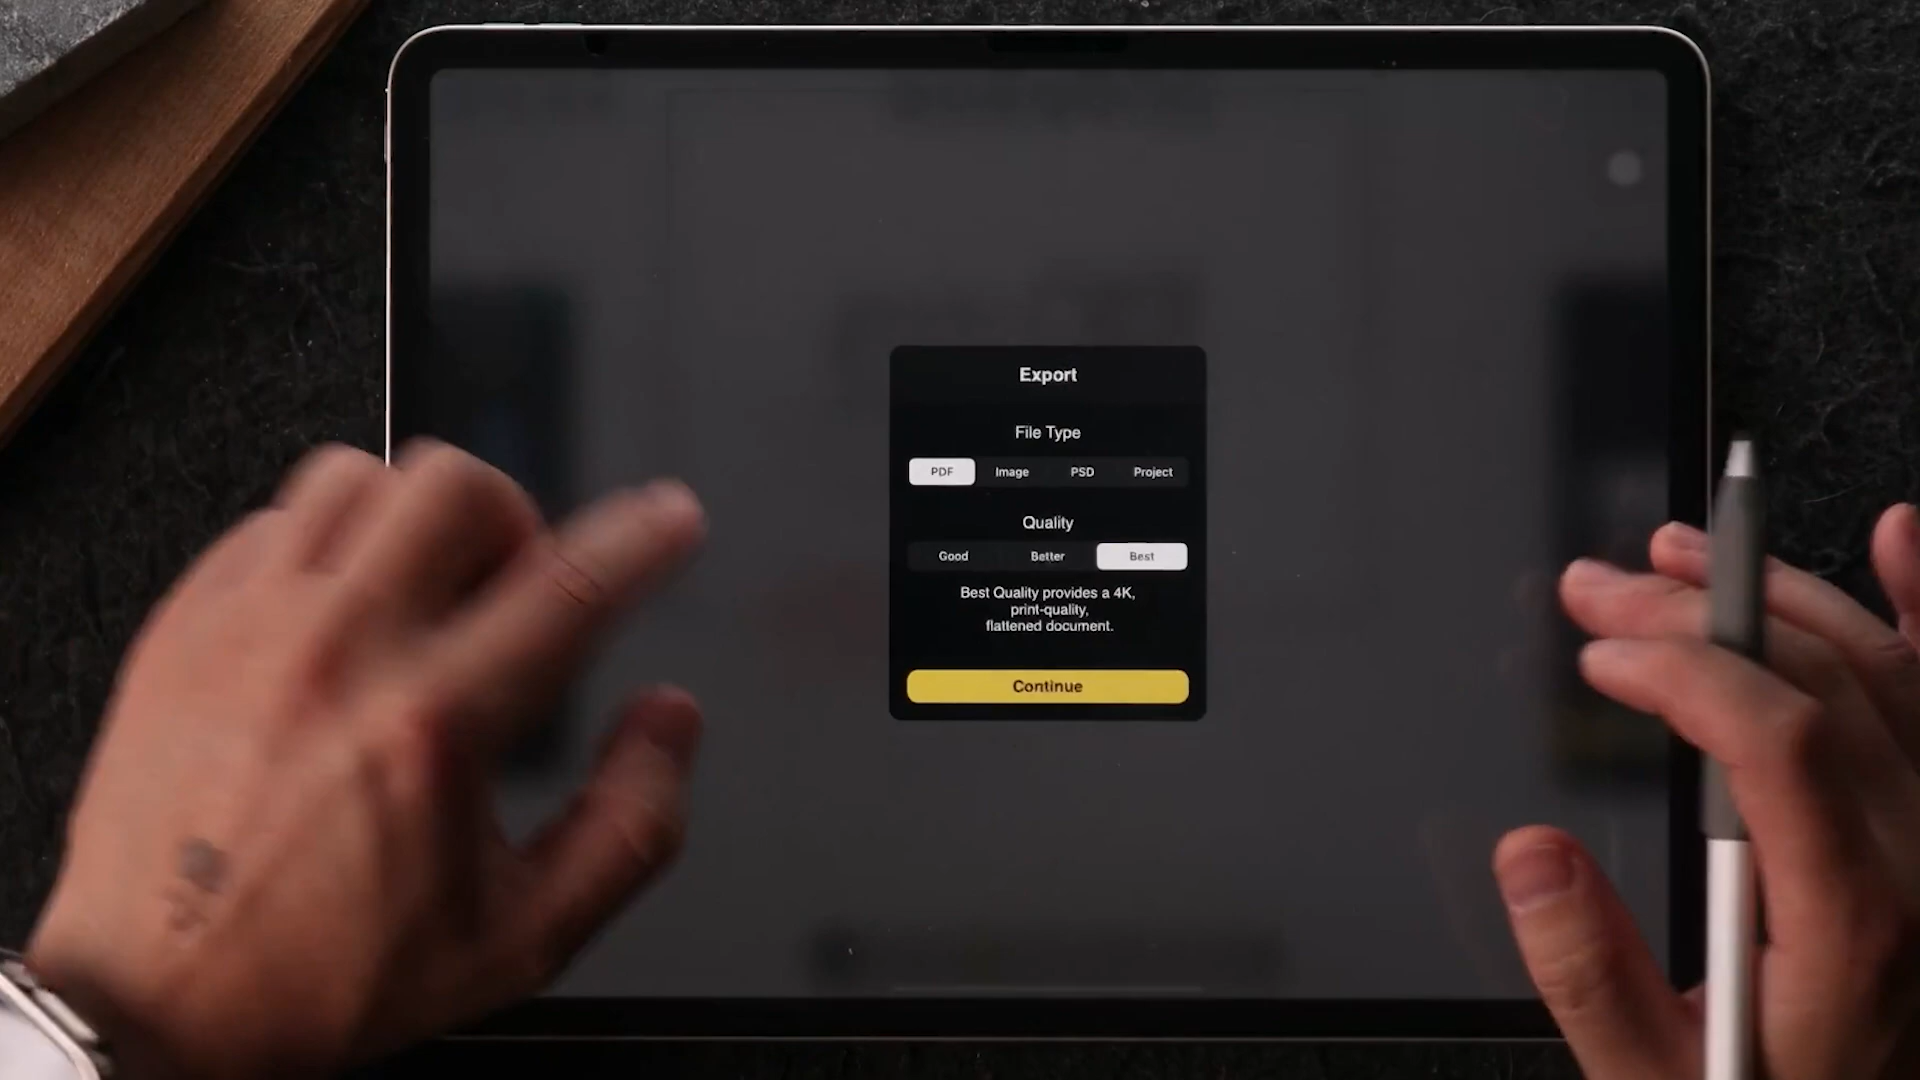 Export
File Type
PDF Image PSD Project
Quality
Good Better Best
Best Quality provides a 4K,
print-quality,
flattened document.
Continue